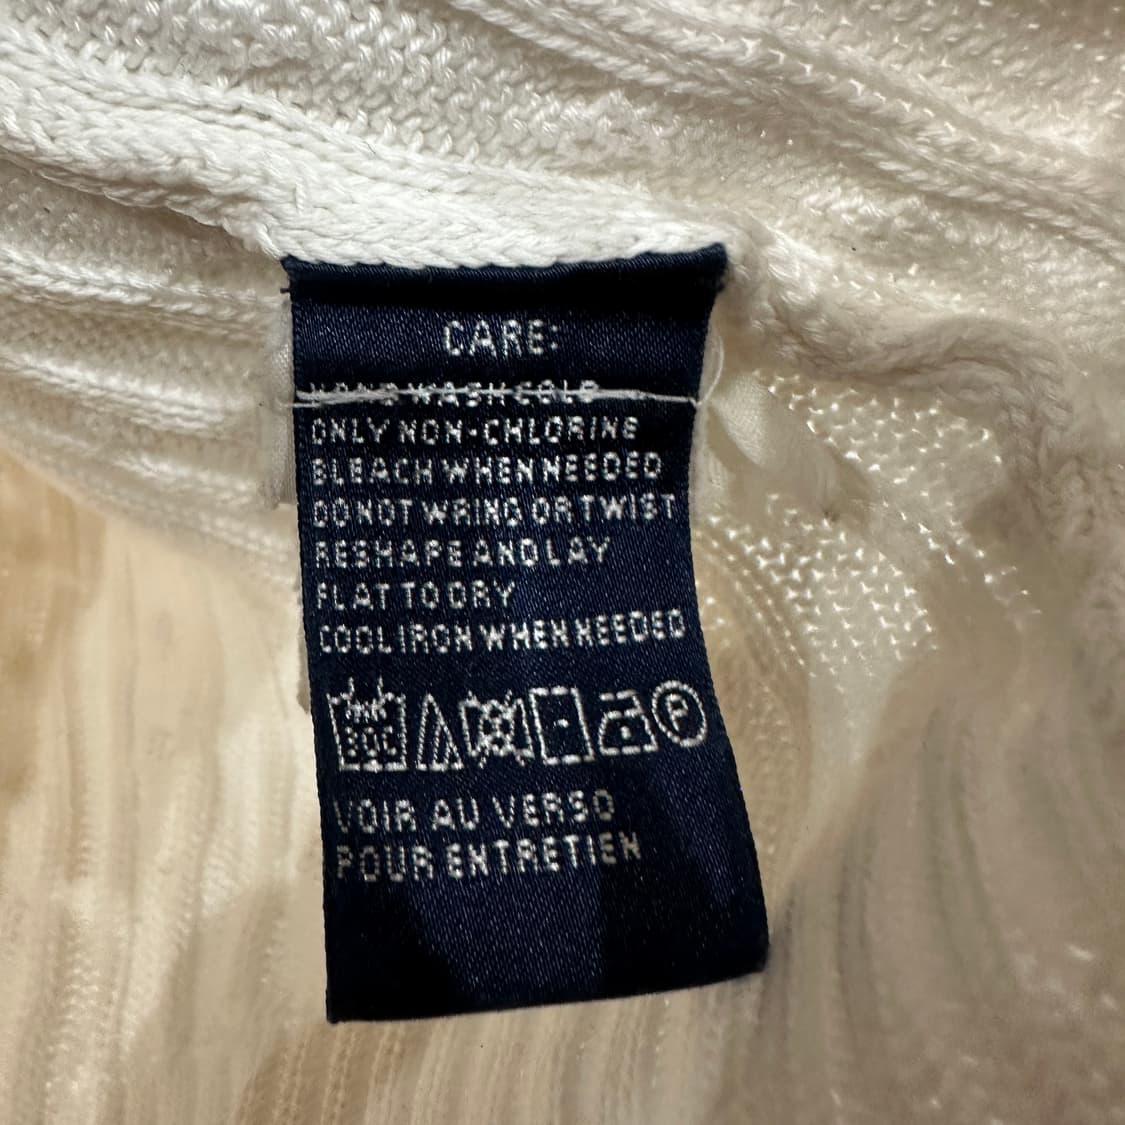 CARE:
HAND WASH COLD
ONLY NON-CHLORINE
BLEACH WHEN NEEDED
DO NOT WRING OR TWIST
RESHAPE AND LAY
FLAT TO DRY
COOL IRON WHEN NEEDED
30C P
VOIR AU VERSO
POUR ENTRETIEN